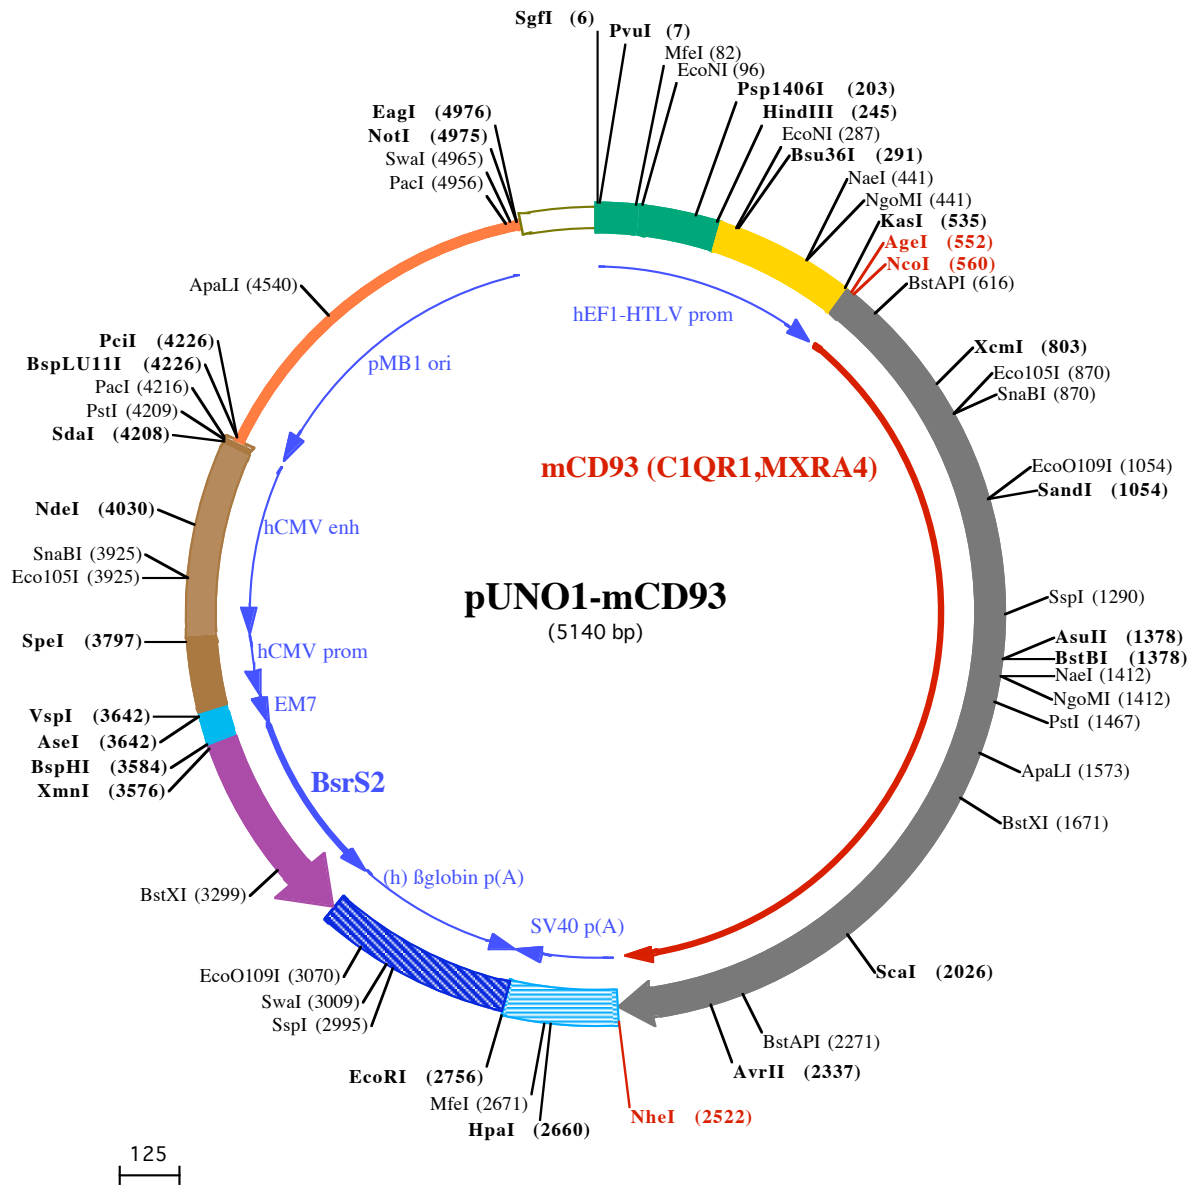 SgfI (6)
PvuI (7)
MfeI (82)
EcoNI (96)
Psp1406I (203)
HindIII (245)
EcoNI (287)
Bsu36I (291)
NaeI (441)
NgoMI (441)
KasI (535)
AgeI (552)
NcoI (560)
BstAPI (616)
XcmI (803)
Eco105I (870)
SnaBI (870)
EcoO109I (1054)
SandI (1054)
SspI (1290)
AsuII (1378)
BstBI (1378)
NaeI (1412)
NgoMI (1412)
PstI (1467)
ApaLI (1573)
BstXI (1671)
ScaI (2026)
BstAPI (2271)
AvrII (2337)
NheI (2522)
HpaI (2660)
MfeI (2671)
EcoRI (2756)
SspI (2995)
SwaI (3009)
EcoO109I (3070)
BstXI (3299)
XmnI (3576)
BspHI (3584)
AseI (3642)
VspI (3642)
SpeI (3797)
Eco105I (3925)
SnaBI (3925)
NdeI (4030)
SdaI (4208)
PstI (4209)
PacI (4216)
BspLU11I (4226)
PciI (4226)
ApaLI (4540)
PacI (4956)
SwaI (4965)
NotI (4975)
EagI (4976)
hEF1-HTLV prom
pMB1 ori
mCD93 (C1QR1,MXRA4)
hCMV enh
pUNO1-mCD93
(5140 bp)
hCMV prom
EM7
BsrS2
(h) ßglobin p(A)
SV40 p(A)
125